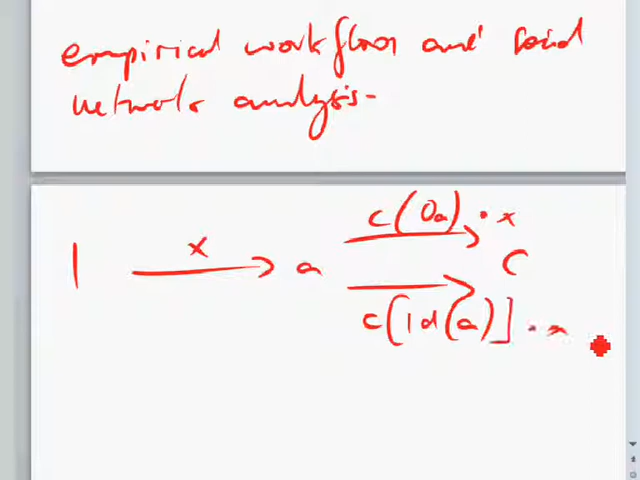 empirical workflow and social
network analysis.
c(0a) · x
1 x a C
c[1d(a)] · x